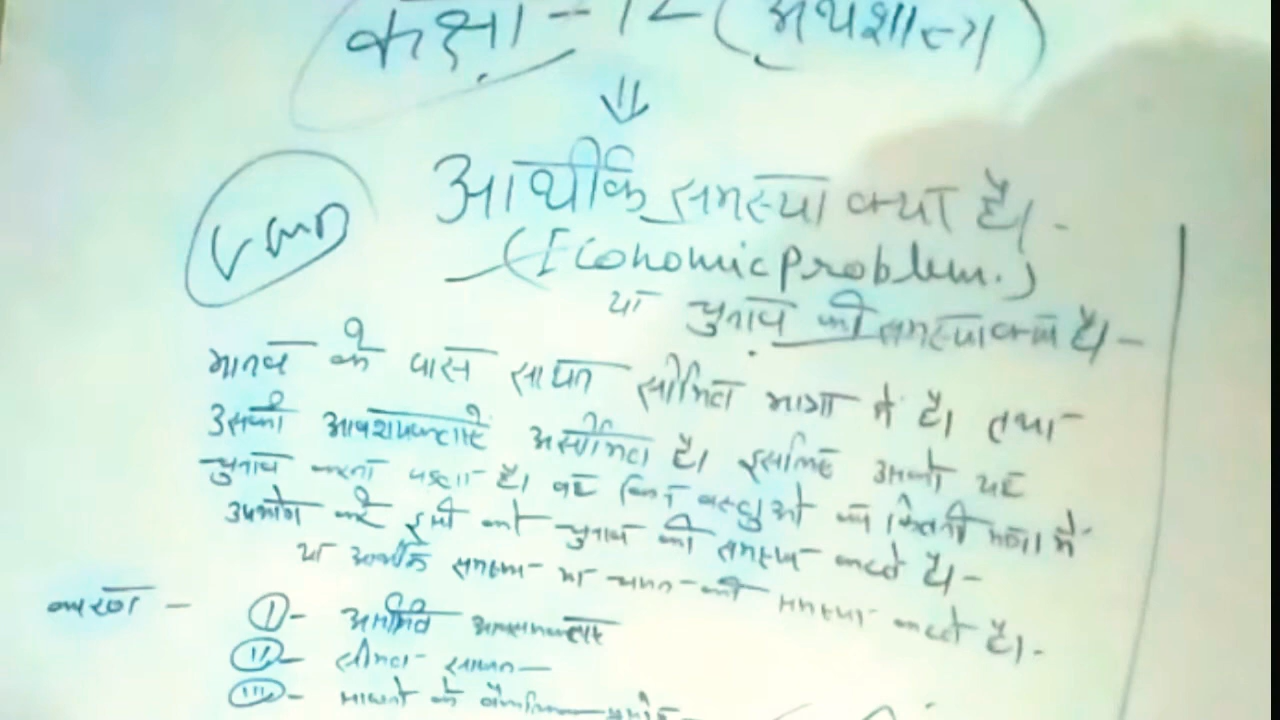 कक्षा - 12 (अर्थशास्त्र)
⇓
आर्थीक समस्या क्या है। -
(Economic problem.)
या चुनाव की समस्या क्या है। -
मानव के पास साधन सीमित मात्रा में है। तथा
उसकी आवश्यकताएं असीमित है। इसलिए उसको यह
चुनाव करना पड़ता है। वह किन वस्तुओ का कितनी मात्रा में
उपभोग करे इसी को चुनाव की समस्या कहते है। -
या आर्थीक समस्या या चयन की समस्या कहते है। -
कारण - (I)- असीमित आवश्यकताएं
(II)- सीमित साधन -
(III)- साधनो के वैकल्पिक प्रयोग -